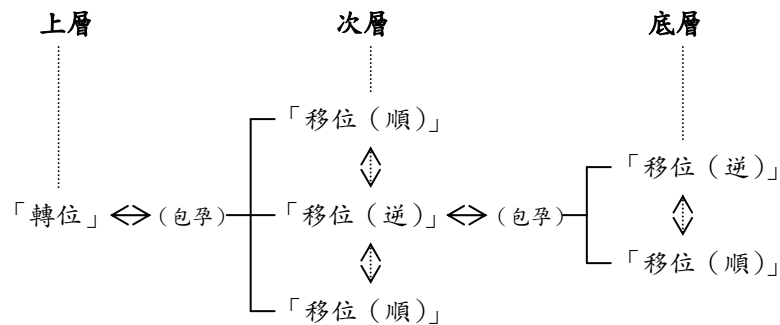 上層 次層 底層
「移位（順）」
「移位（逆）」
「轉位」 （包孕） 「移位（逆）」 （包孕）
「移位（順）」
「移位（順）」